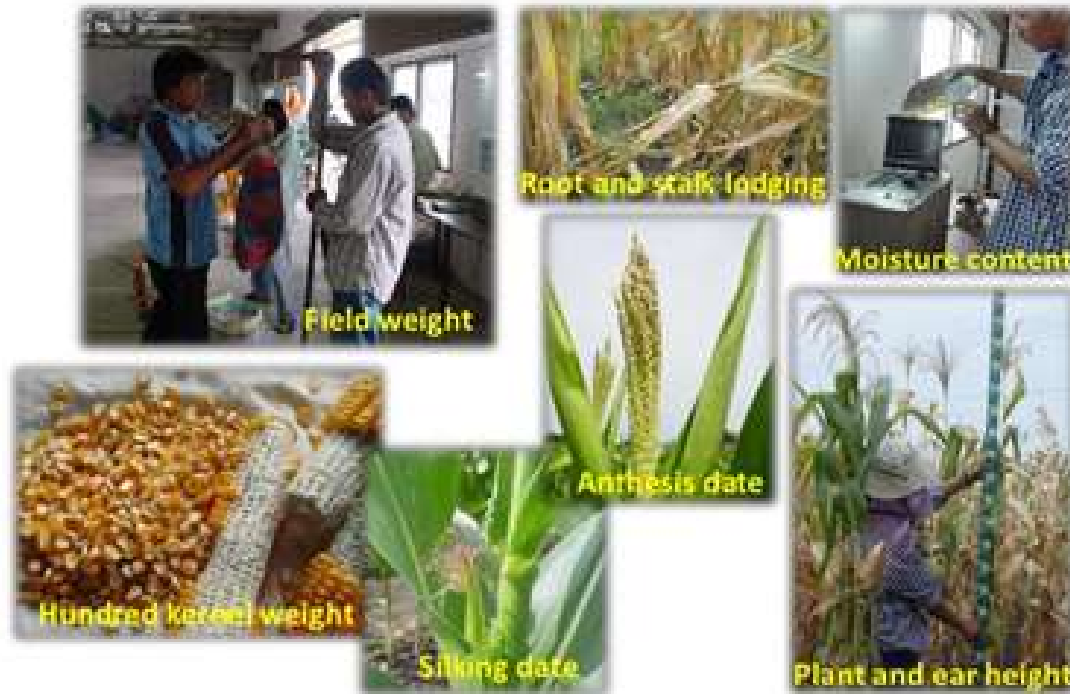 Root and stalk lodging
Moisture content
Field weight
Anthesis date
Hundred kernel weight
Silking date
Plant and ear height